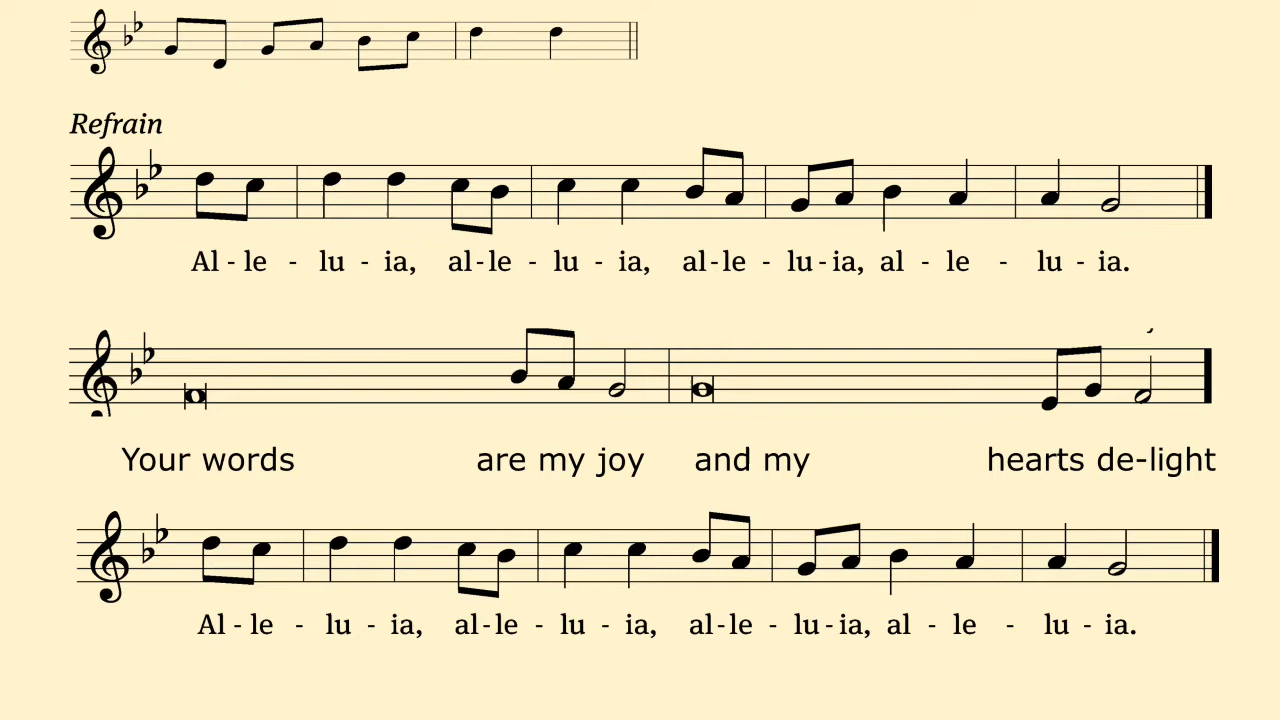 Refrain
Al - le - lu - ia, al - le - lu - ia, al - le - lu - ia, al - le - lu - ia.
Your words are my joy and my hearts de-light
Al - le - lu - ia, al - le - lu - ia, al - le - lu - ia, al - le - lu - ia.